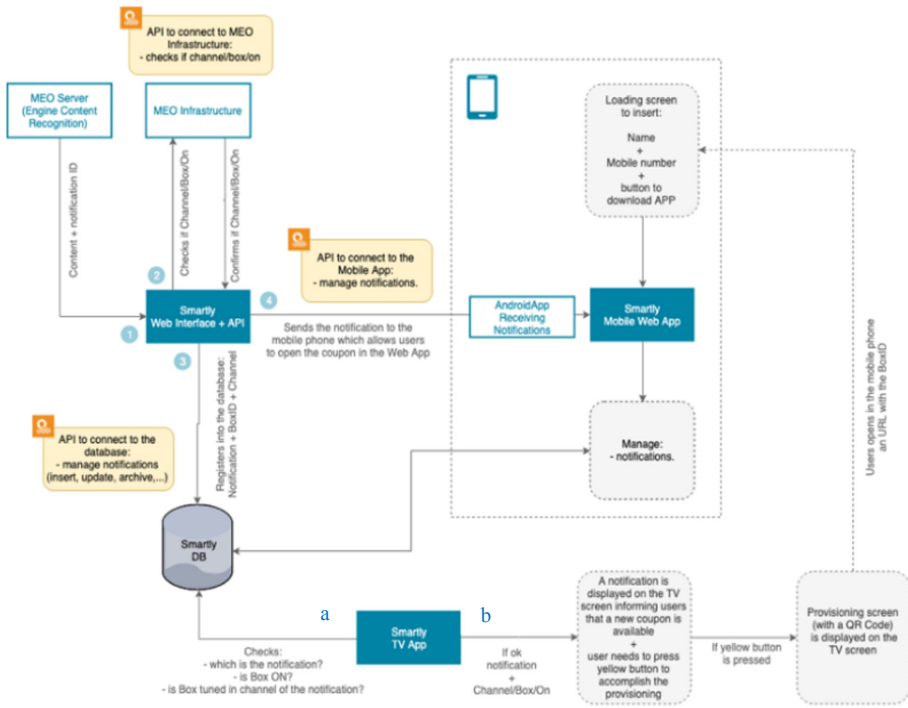 API to connect to MEO
Infrastructure:
- checks if channel/box/on
MEO Server
(Engine Content
Recognition)
MEO Infrastructure
Loading screen
to insert:
Name
+
Mobile number
+
button to
download APP
Content + notification ID
Checks if Channel/Box/On
Confirms if Channel/Box/On
API to connect to the
Mobile App:
- manage notifications.
Users opens in the mobile phone
an URL with the BoxID
2
4
1
3
Smartly
Web Interface + API
AndroidApp
Receiving
Notifications
Smartly
Mobile Web App
Sends the notification to the
mobile phone which allows users
to open the coupon in the Web App
Registers into the database:
Notification + BoxID + Channel
API to connect to the
database:
- manage notifications
(insert, update, archive,...)
Manage:
- notifications.
Smartly
DB
a
Smartly
TV App
b
Checks:
- which is the notification?
- is Box ON?
- is Box tuned in channel of the notification?
If ok
notification
+
Channel/Box/On
A notification is
displayed on the TV
screen informing users
that a new coupon is
available
+
user needs to press
yellow button to
accomplish the
provisioning
If yellow button
is pressed
Provisioning screen
(with a QR Code)
is displayed on the
TV screen